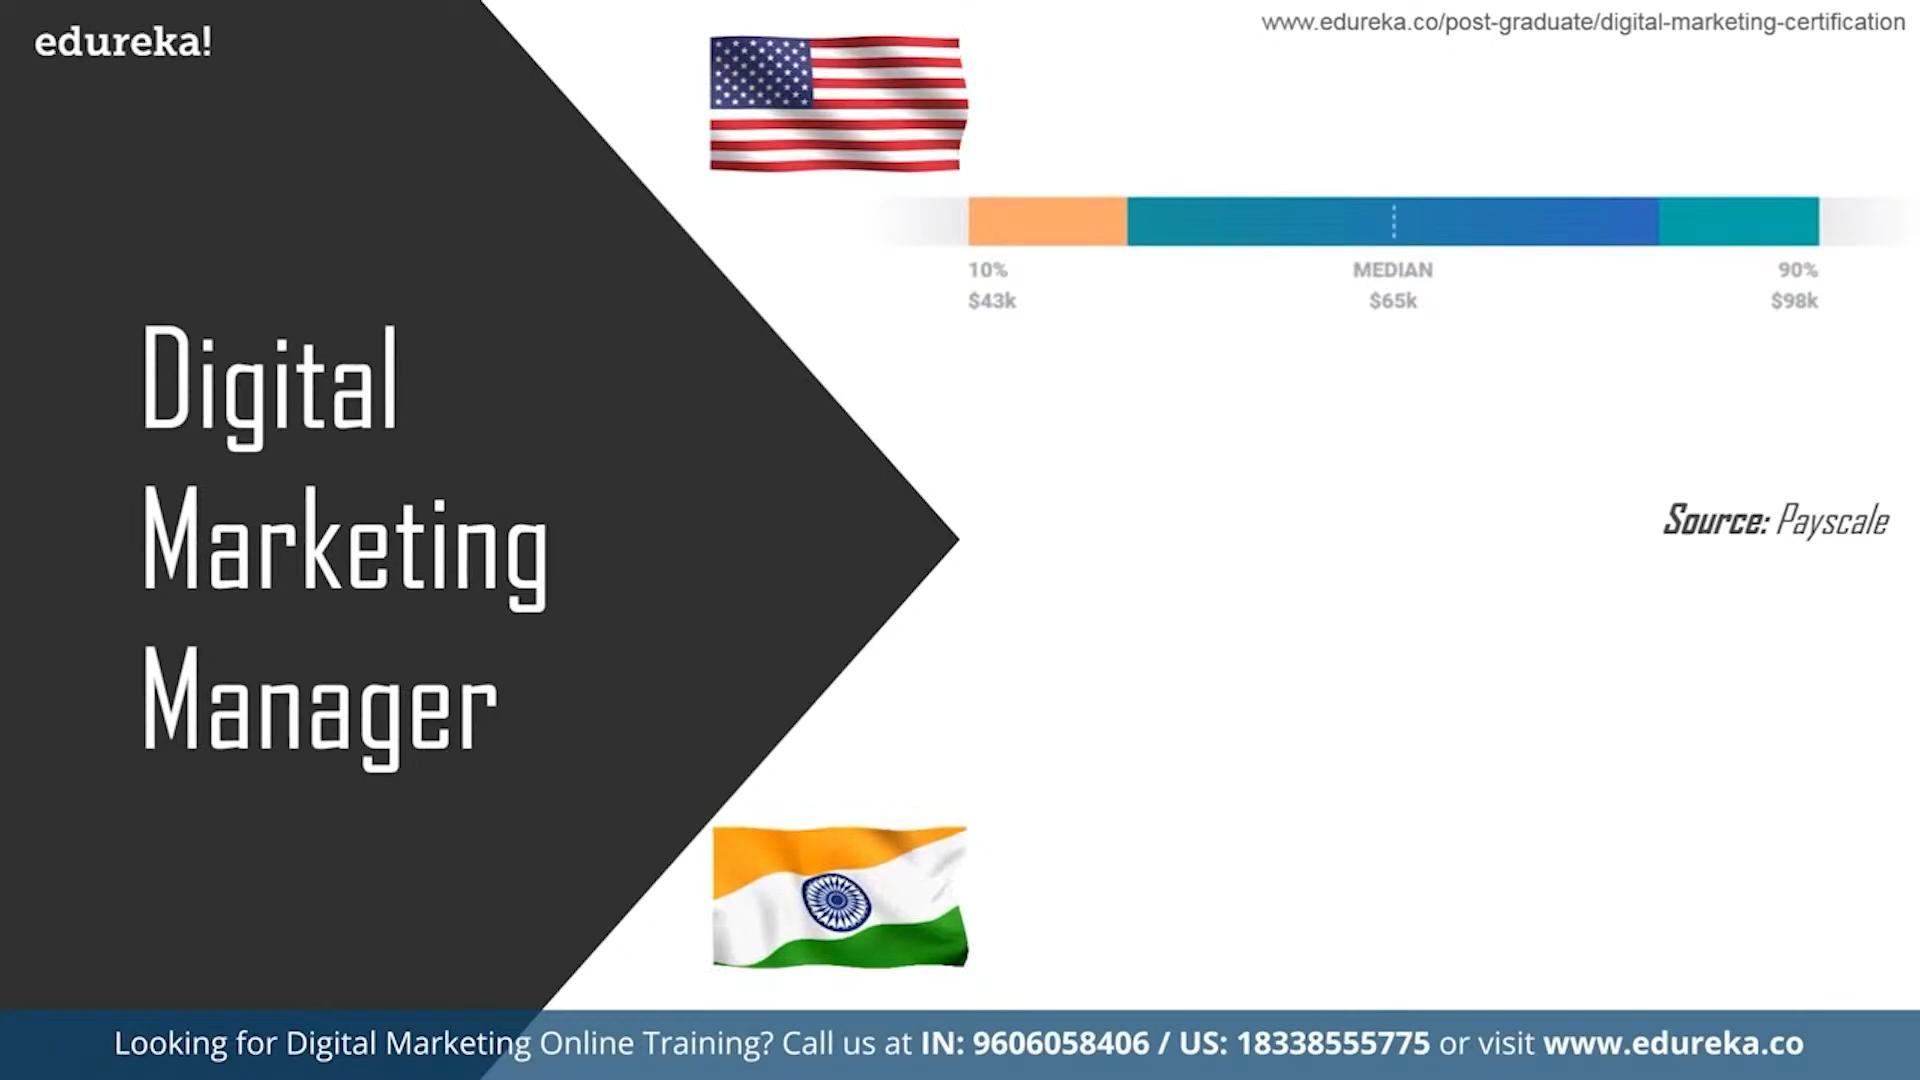 edureka!
www.edureka.co/post-graduate/digital-marketing-certification
10%
$43k
MEDIAN
$65k
90%
$98k
Digital
Marketing
Manager
Source: Payscale
Looking for Digital Marketing Online Training? Call us at IN: 9606058406 / US: 18338555775 or visit www.edureka.co